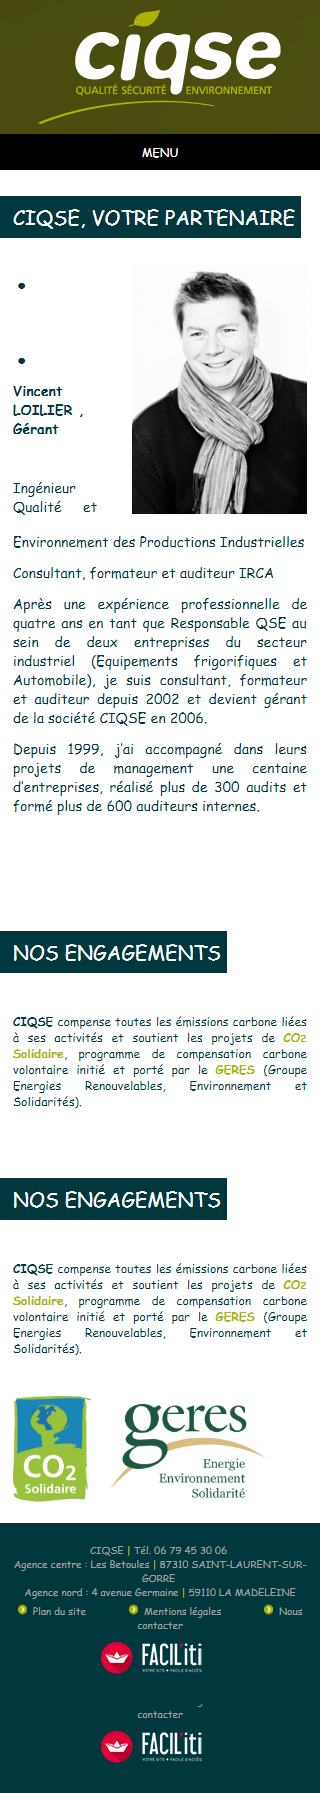 ciqse
QUALITÉ SÉCURITÉ ENVIRONNEMENT
MENU
CIQSE, VOTRE PARTENAIRE
Vincent
LOILIER ,
Gérant
Ingénieur
Qualité et
Environnement des Productions Industrielles
Consultant, formateur et auditeur IRCA
Après une expérience professionnelle de
quatre ans en tant que Responsable QSE au
sein de deux entreprises du secteur
industriel (Equipements frigorifiques et
Automobile), je suis consultant, formateur
et auditeur depuis 2002 et devient gérant
de la société CIQSE en 2006.
Depuis 1999, j'ai accompagné dans leurs
projets de management une centaine
d'entreprises, réalisé plus de 300 audits et
formé plus de 600 auditeurs internes.
NOS ENGAGEMENTS
CIQSE compense toutes les émissions carbone liées
à ses activités et soutient les projets de CO2
Solidaire, programme de compensation carbone
volontaire initié et porté par le GERES (Groupe
Energies Renouvelables, Environnement et
Solidarités).
NOS ENGAGEMENTS
CIQSE compense toutes les émissions carbone liées
à ses activités et soutient les projets de CO2
Solidaire, programme de compensation carbone
volontaire initié et porté par le GERES (Groupe
Energies Renouvelables, Environnement et
Solidarités).
CO2
Solidaire
geres
Energie
Environnement
Solidarité
CIQSE | Tél. 06 79 45 30 06
Agence centre : Les Betoules | 87310 SAINT-LAURENT-SUR-
GORRE
Agence nord : 4 avenue Germaine | 59110 LA MADELEINE
Plan du site Mentions légales Nous
contacter
FACIL'iti
VOTRE SITE + FACILE D'ACCÈS
contacter
FACIL'iti
VOTRE SITE + FACILE D'ACCÈS